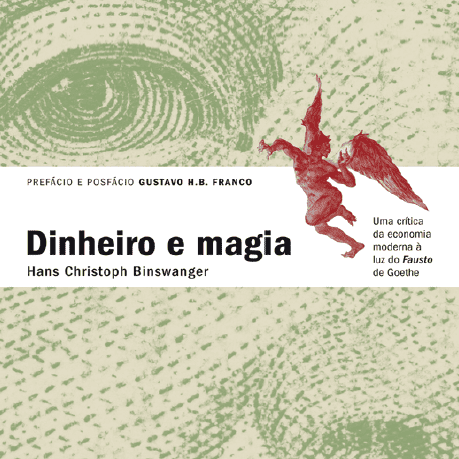 PREFÁCIO E POSFÁCIO GUSTAVO H.B. FRANCO
Dinheiro e magia
Hans Christoph Binswanger
Uma crítica
da economia
moderna à
luz do Fausto
de Goethe